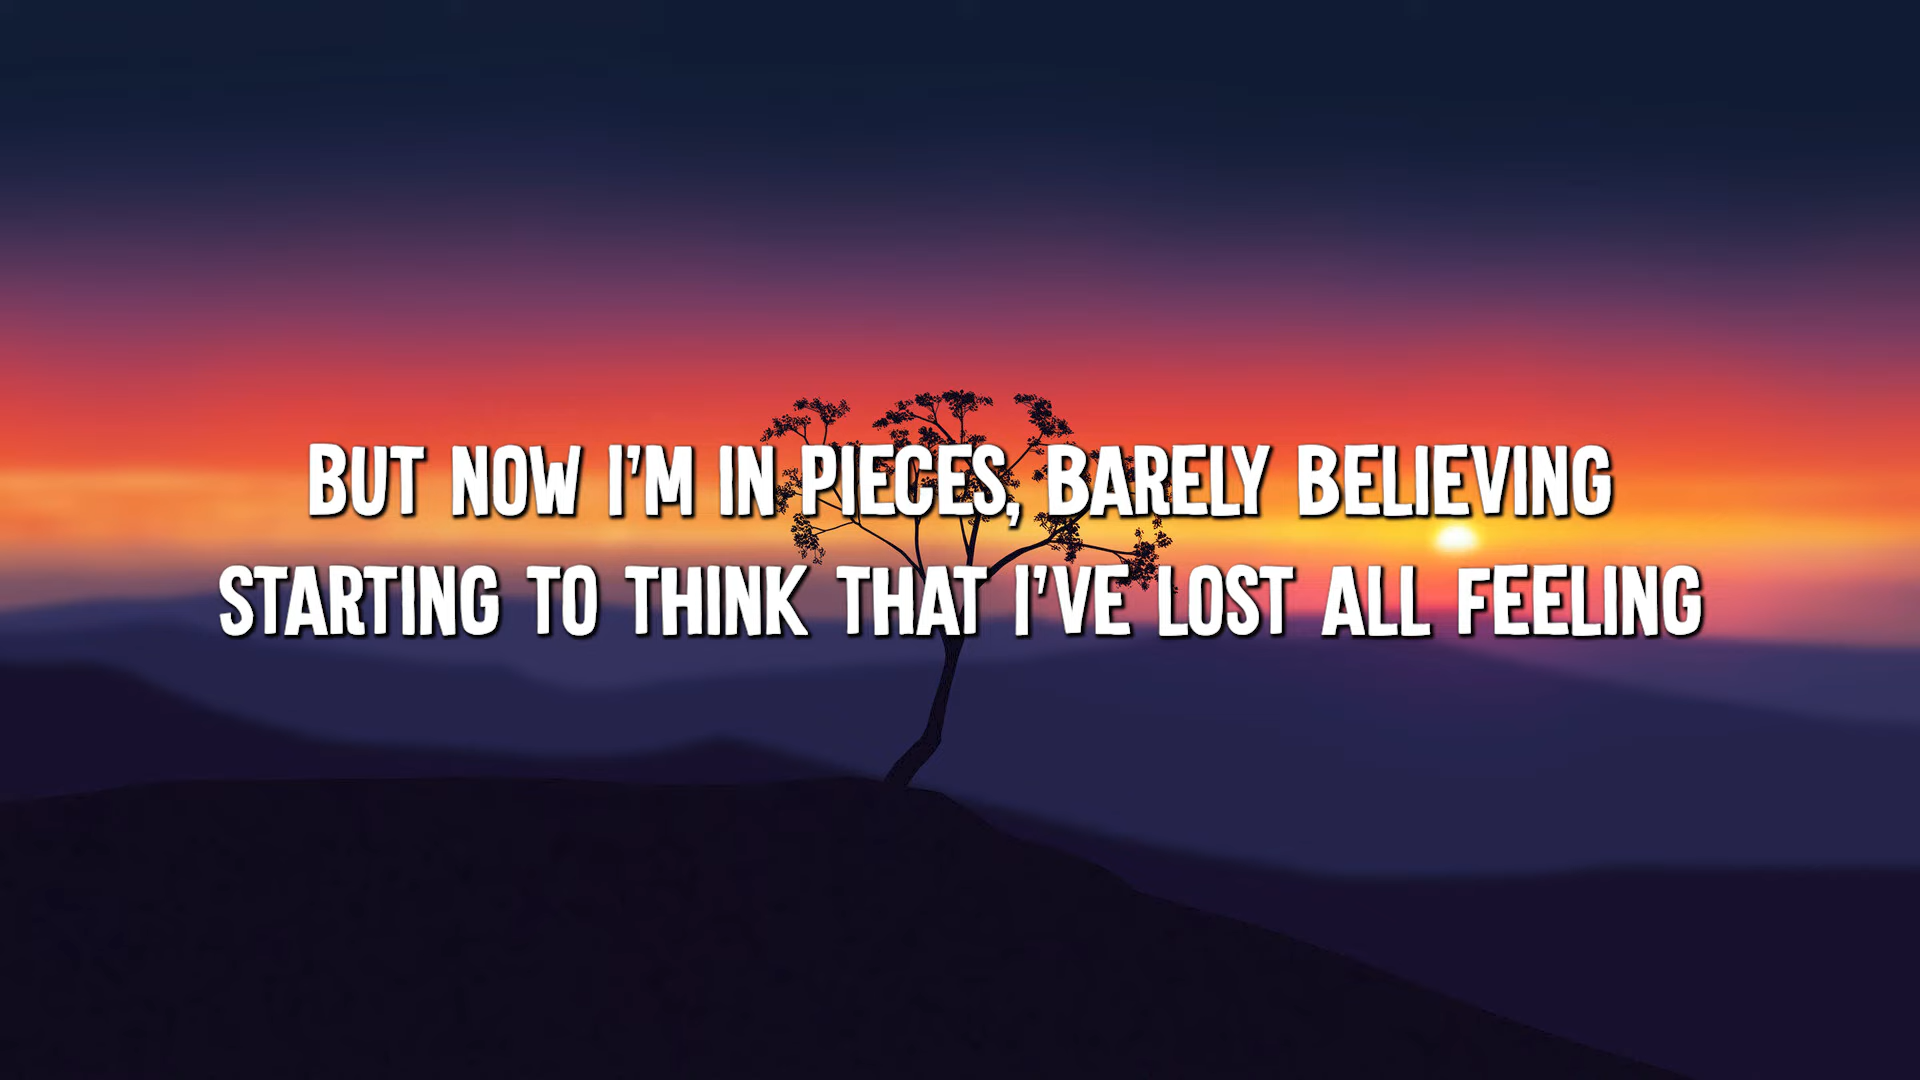 BUT NOW I'M IN PIECES, BARELY BELIEVING
STARTING TO THINK THAT I'VE LOST ALL FEELING